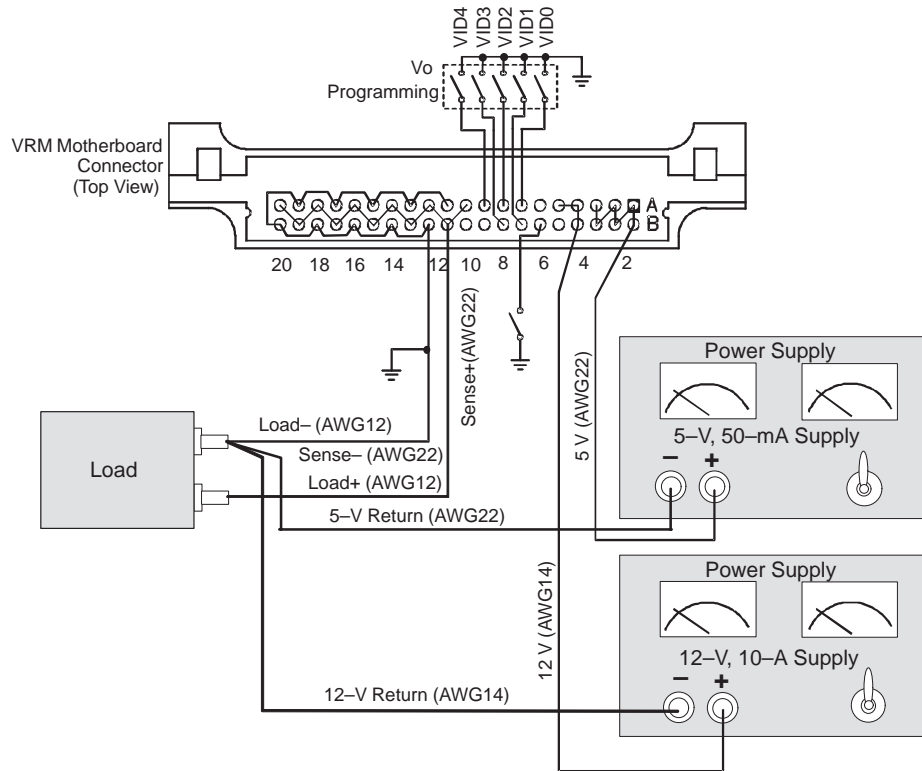 VID4
VID3
VID2
VID1
VID0
Vo
Programming
VRM Motherboard
Connector
(Top View)
A
B
20 18 16 14 12 10 8 6 4 2
Sense+(AWG22)
5 V (AWG22)
12 V (AWG14)
Power Supply
5–V, 50–mA Supply
– +
Load
Load– (AWG12)
Sense– (AWG22)
Load+ (AWG12)
5–V Return (AWG22)
Power Supply
12–V, 10–A Supply
– +
12–V Return (AWG14)